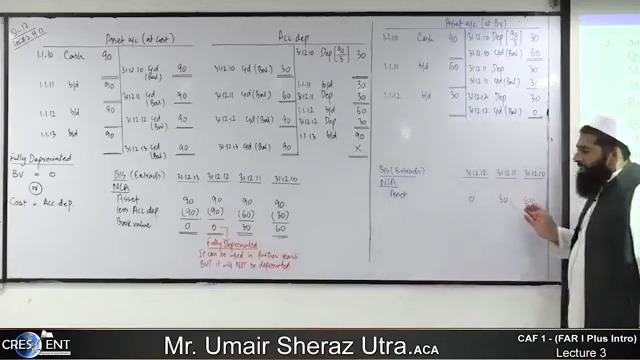 Q-17
Asset a/c (at Cost)
1.1.10 Cash 90
31.12.10 c/d (Bal) 90
1.1.11 b/d 90
31.12.11 c/d (Bal) 90
1.1.12 b/d 90
31.12.12 c/d (Bal) 90
1.1.13 b/d 90
31.12.13 c/d (Bal) 90
Acc dep
31.12.10 Dep [90/3] 30
31.12.10 c/d (Bal) 30
1.1.11 b/d 30
31.12.11 Dep 30
31.12.11 c/d (Bal) 60
1.1.12 b/d 60
31.12.12 Dep 30
31.12.12 c/d (Bal) 90
1.1.13 b/d 90
31.12.13 c/d (Bal) 90
X
Fully Depreciated
BV = 0
or
Cost = Acc.dep.
B/S (Extracts) 31.12.13 31.12.12 31.12.11 31.12.10
NCA
Asset 90 90 90 90
less Acc.dep (90) (90) (60) (30)
Book value 0 0 30 60
Fully Depreciated
It can be used in further years
BUT it will NOT be depreciated
Asset a/c (at BV)
1.1.10 Cash 90
31.12.10 Dep [90/3] 30
31.12.10 c/d (Bal) 60
1.1.11 b/d 60
31.12.11 Dep 30
31.12.11 c/d (Bal) 30
1.1.12 b/d 30
31.12.12 Dep 30
31.12.12 c/d (Bal) 0
B/S (Extracts) 31.12.12 31.12.11 31.12.10
NCA
Asset 0 30 60
CRESCENT
Mr. Umair Sheraz Utra.ACA
CAF 1 - (FAR I Plus Intro)
Lecture 3